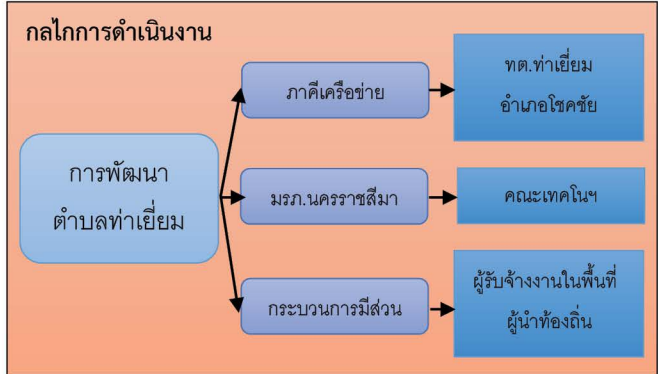 กลไกการดำเนินงาน
การพัฒนา
ตำบลท่าเยี่ยม
ภาคีเครือข่าย
ทต.ท่าเยี่ยม
อำเภอโชคชัย
มรภ.นครราชสีมา
คณะเทคโนฯ
กระบวนการมีส่วน
ผู้รับจ้างงานในพื้นที่
ผู้นำท้องถิ่น